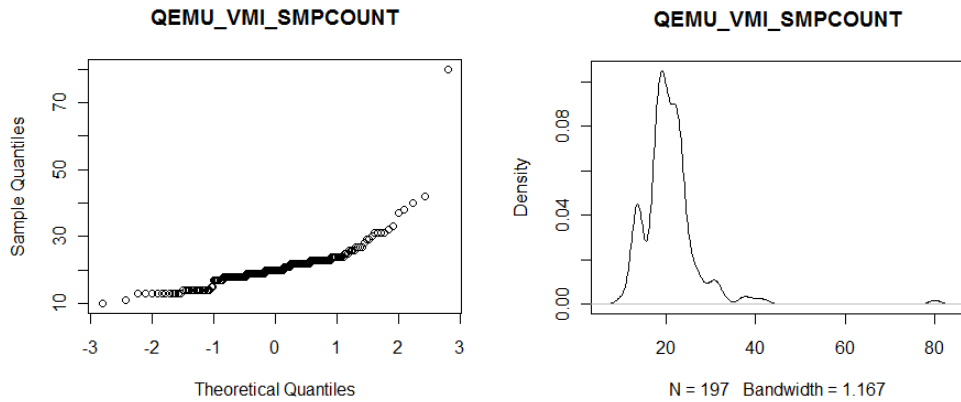 QEMU_VMI_SMPCOUNT
Sample Quantiles
70
50
30
10
-3 -2 -1 0 1 2 3
Theoretical Quantiles
QEMU_VMI_SMPCOUNT
Density
0.08
0.04
0.00
20 40 60 80
N = 197 Bandwidth = 1.167